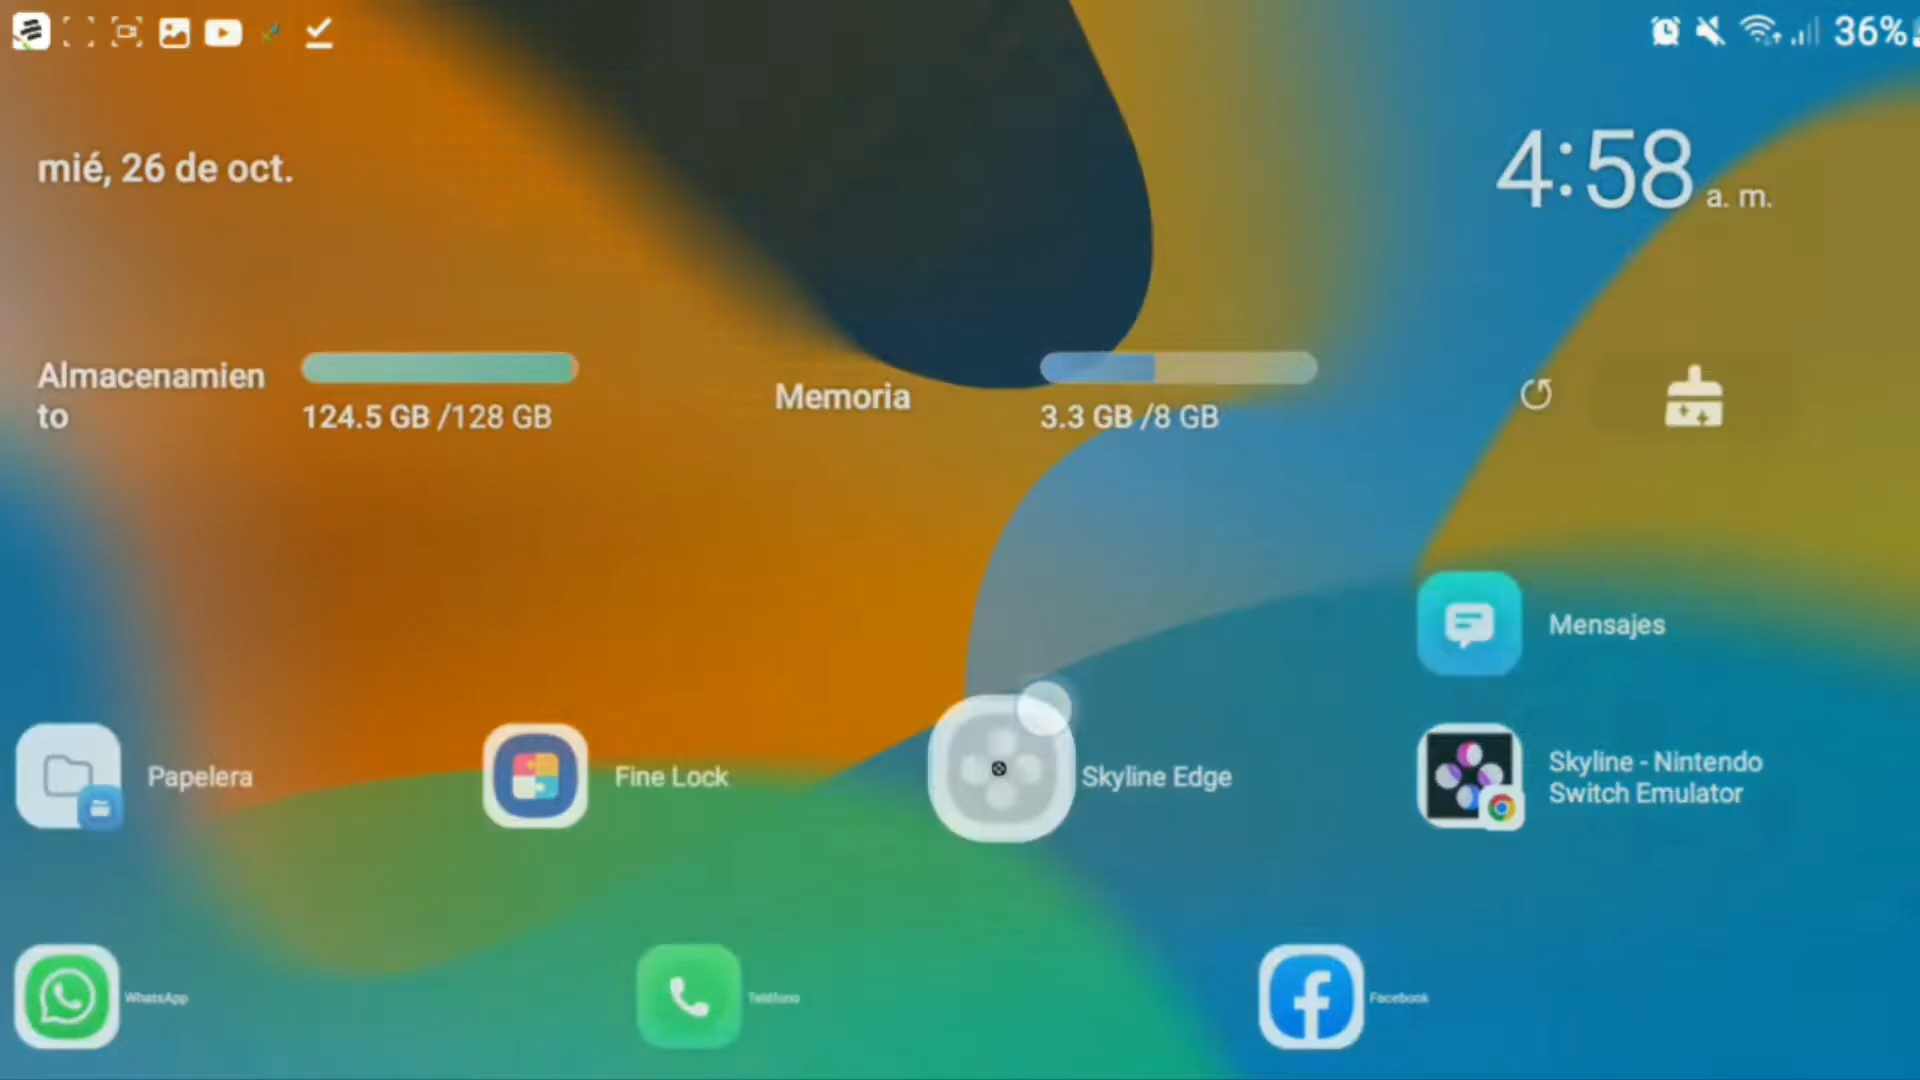 36%
mié, 26 de oct.
4:58 a. m.
Almacenamien
to
124.5 GB /128 GB
Memoria
3.3 GB /8 GB
Mensajes
Papelera
Fine Lock
Skyline Edge
Skyline - Nintendo
Switch Emulator
WhatsApp
Teléfono
Facebook